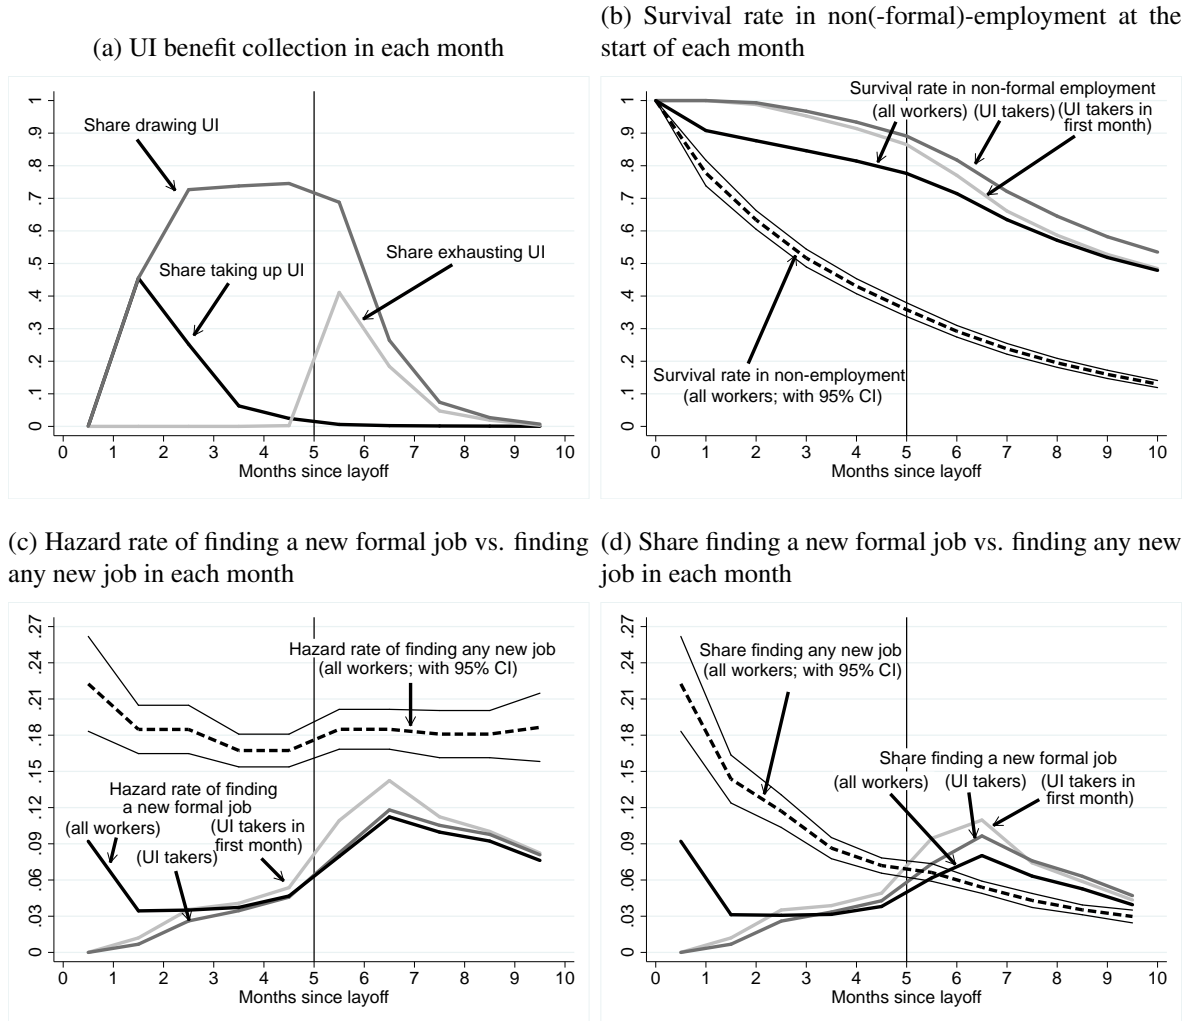 (a) UI benefit collection in each month
1
.9
.8
.7
.6
.5
.4
.3
.2
.1
0
Share drawing UI
Share taking up UI
Share exhausting UI
0 1 2 3 4 5 6 7 8 9 10
Months since layoff
(b) Survival rate in non(-formal)-employment at the
start of each month
1
.9
.8
.7
.6
.5
.4
.3
.2
.1
0
Survival rate in non-formal employment
(all workers) (UI takers) (UI takers in
first month)
Survival rate in non-employment
(all workers; with 95% CI)
0 1 2 3 4 5 6 7 8 9 10
Months since layoff
(c) Hazard rate of finding a new formal job vs. finding
any new job in each month
.27
.24
.21
.18
.15
.12
.09
.06
.03
0
Hazard rate of finding any new job
(all workers; with 95% CI)
Hazard rate of finding
a new formal job
(all workers)
(UI takers)
(UI takers in
first month)
0 1 2 3 4 5 6 7 8 9 10
Months since layoff
(d) Share finding a new formal job vs. finding any new
job in each month
.27
.24
.21
.18
.15
.12
.09
.06
.03
0
Share finding any new job
(all workers; with 95% CI)
Share finding a new formal job
(all workers) (UI takers) (UI takers in
first month)
0 1 2 3 4 5 6 7 8 9 10
Months since layoff